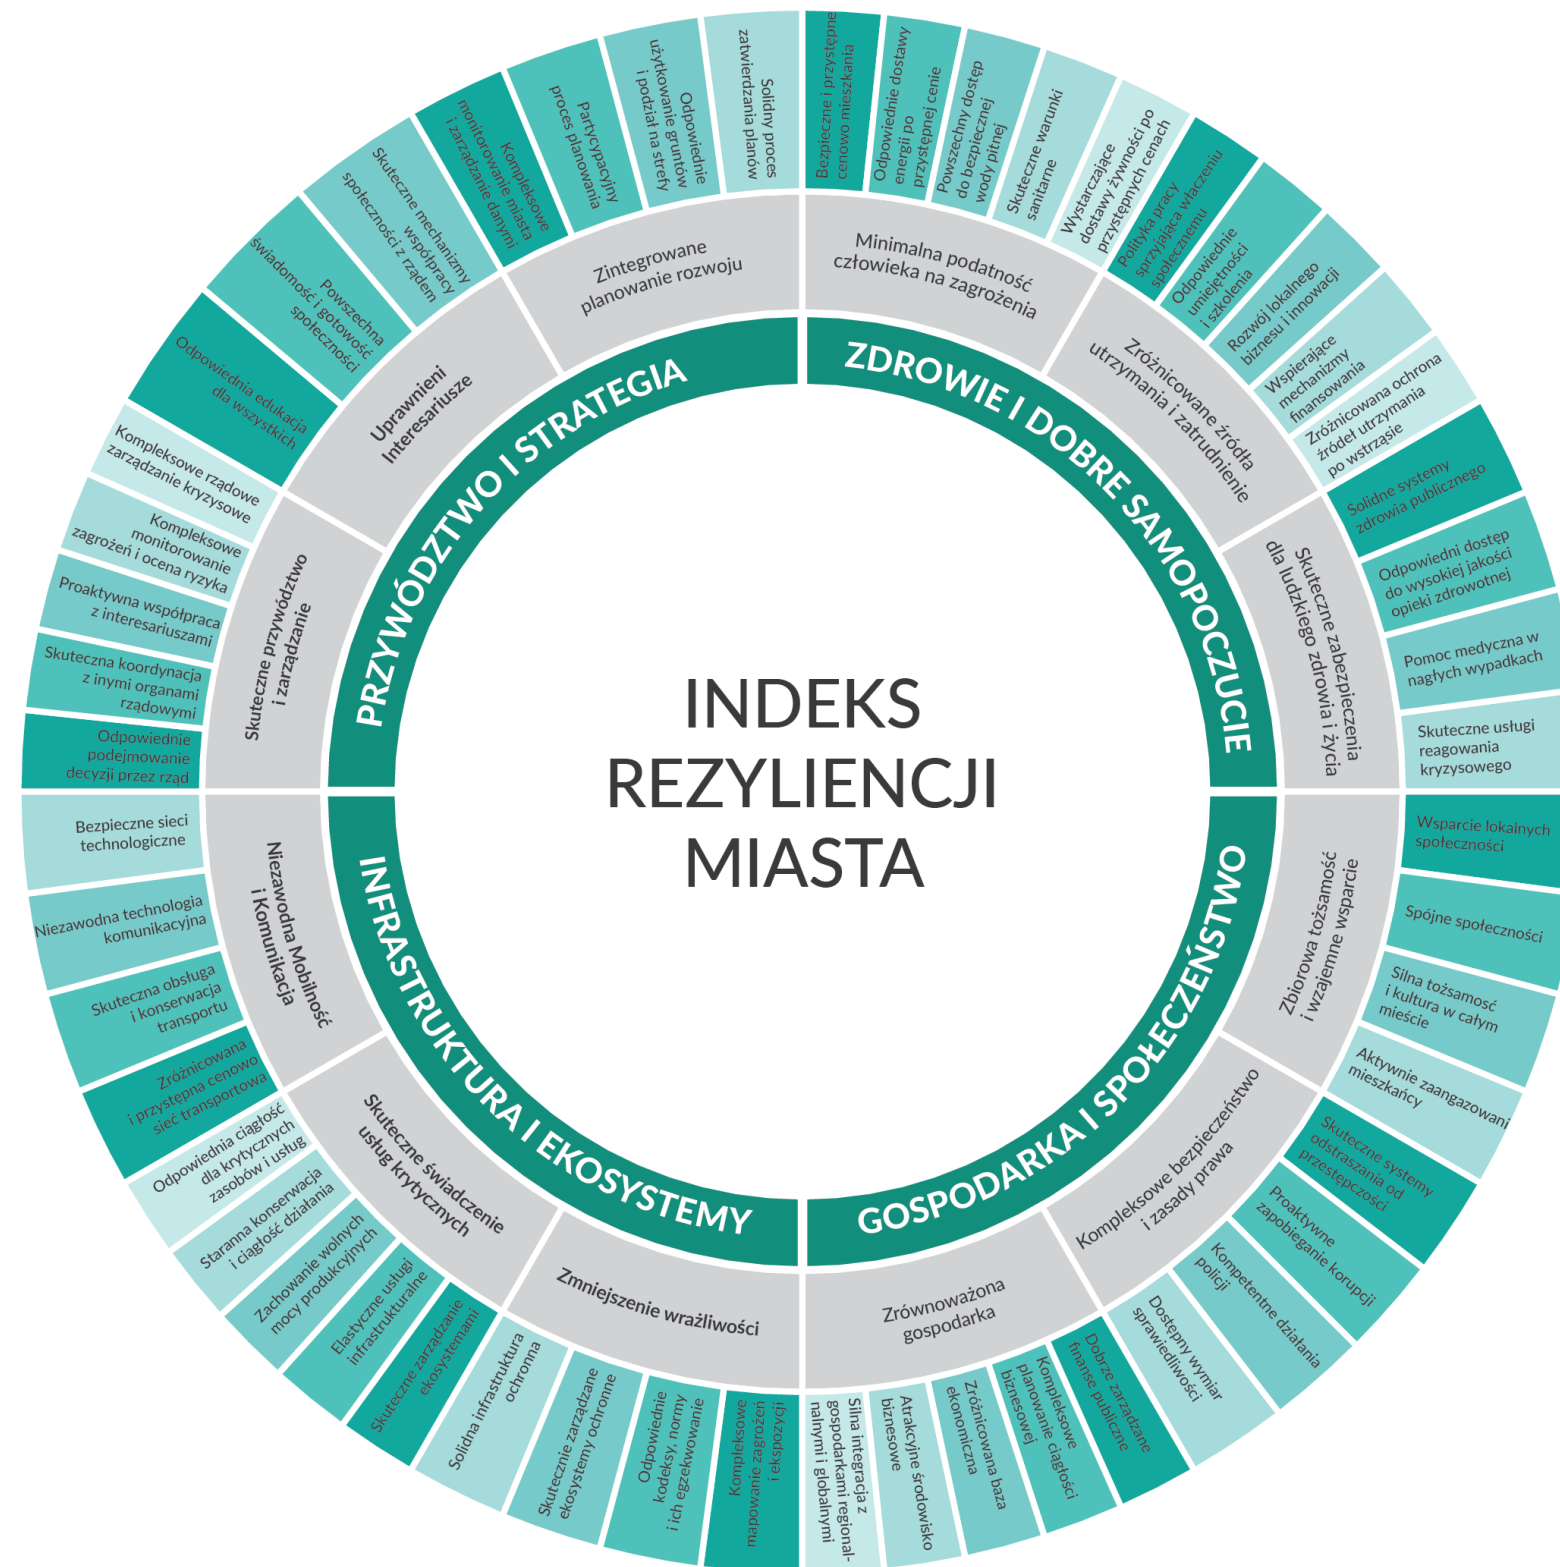 INDEKS
REZYLIENCJI
MIASTA
ZDROWIE I DOBRE SAMOPOCZUCIE
Minimalna podatność
człowieka na zagrożenia
Bezpieczne i przystępne
cenowo mieszkania
Odpowiednie dostawy
energii po
przystępnej cenie
Powszechny dostęp
do bezpiecznej
wody pitnej
Skuteczne warunki
sanitarne
Wystarczające
dostawy żywności po
przystępnych cenach
Zróżnicowane źródła
utrzymania i zatrudnienie
Polityka pracy
sprzyjająca włączeniu
społecznemu
Odpowiednie
umiejętności
i szkolenia
Rozwój lokalnego
biznesu i innowacji
Wspierające
mechanizmy
finansowania
Zróżnicowana ochrona
źródeł utrzymania
po wstrząsie
Skuteczne zabezpieczenia
dla ludzkiego zdrowia i życia
Solidne systemy
zdrowia publicznego
Odpowiedni dostęp
do wysokiej jakości
opieki zdrowotnej
Pomoc medyczna w
nagłych wypadkach
Skuteczne usługi
reagowania
kryzysowego
GOSPODARKA I SPOŁECZEŃSTWO
Zbiorowa tożsamość
i wzajemne wsparcie
Wsparcie lokalnych
społeczności
Spójne społeczności
Silna tożsamość
i kultura w całym
mieście
Aktywnie zaangazowani
mieszkańcy
Kompleksowe bezpieczeństwo
i zasady prawa
Skuteczne systemy
odstraszania od
przestępczości
Proaktywne
zapobieganie korupcji
Kompetentne działania
policji
Dostępny wymiar
sprawiedliwości
Zrównoważona
gospodarka
Dobrze zarządzane
finanse publiczne
Kompleksowe
planowanie ciągłości
biznesowej
Zróżnicowana baza
ekonomiczna
Atrakcyjne środowisko
biznesowe
Silna integracja z
gospodarkami regional-
nalnymi i globalnymi
INFRASTRUKTURA I EKOSYSTEMY
Zmniejszenie wrażliwości
Kompleksowe
mapowanie zagrożeń
i ekspozycji
Odpowiednie
kodeksy, normy
i ich egzekwowanie
Skutecznie zarządzane
ekosystemy ochronne
Solidna infrastruktura
ochronna
Skuteczne świadczenie
usług krytycznych
Skuteczne zarządzanie
ekosystemami
Elastyczne usługi
infrastrukturalne
Zachowanie wolnych
mocy produkcyjnych
Staranna konserwacja
i ciągłość działania
Odpowiednia ciągłość
dla krytycznych
zasobów i usług
Niezawodna Mobilność
i Komunikacja
Zróżnicowana
i przystępna cenowo
sieć transportowa
Skuteczna obsługa
i konserwacja
transportu
Niezawodna technologia
komunikacyjna
Bezpieczne sieci
technologiczne
PRZYWÓDZTWO I STRATEGIA
Skuteczne przywództwo
i zarządzanie
Odpowiednie
podejmowanie
decyzji przez rząd
Skuteczna koordynacja
z inymi organami
rządowymi
Proaktywna współpraca
z interesariuszami
Kompleksowe
monitorowanie
zagrożeń i ocena ryzyka
Kompleksowe rządowe
zarządzanie kryzysowe
Uprawnieni
Interesariusze
Odpowiednia edukacja
dla wszystkich
Powszechna
świadomość i gotowość
społeczności
Skuteczne mechanizmy
współpracy
społeczności z rządem
Zintegrowane
planowanie rozwoju
Kompleksowe
monitorowanie miasta
i zarządzanie danymi
Partycypacyjny
proces planowania
Odpowiednie
użytkowanie gruntów
i podział na strefy
Solidny proces
zatwierdzania planów